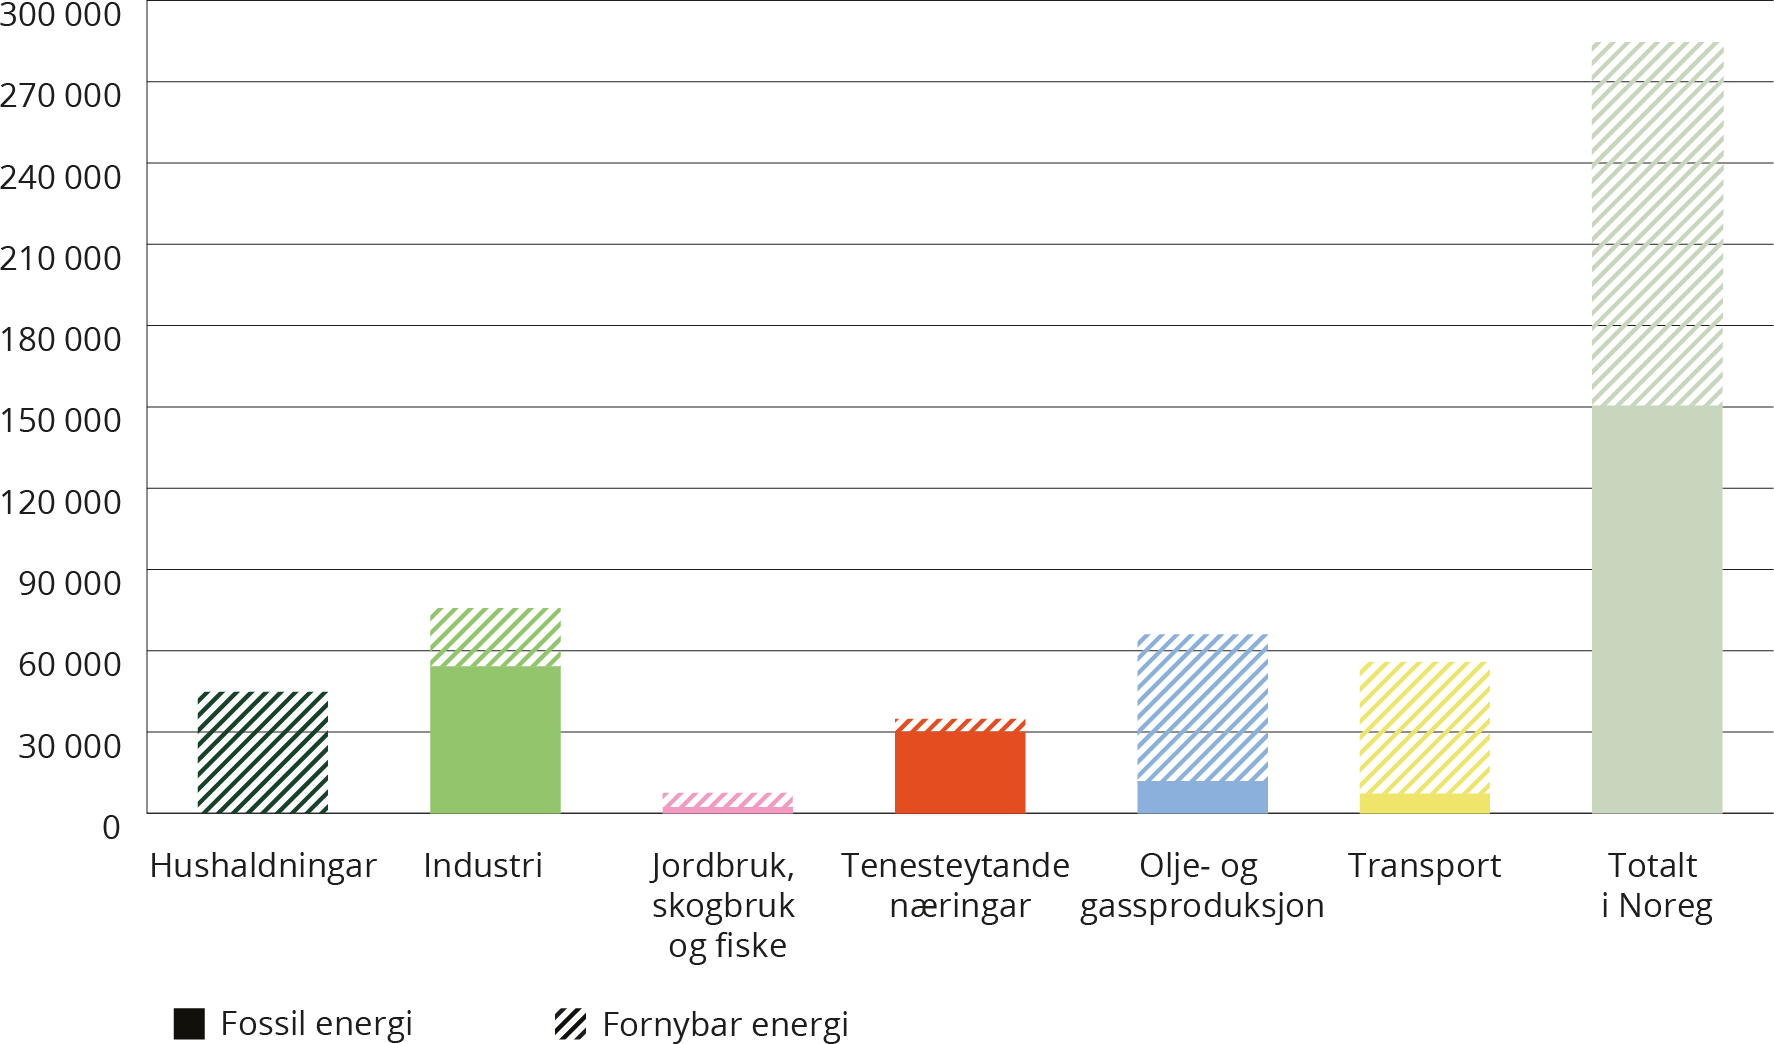 300 000
270 000
240 000
210 000
180 000
150 000
120 000
90 000
60 000
30 000
0
Hushaldningar
Industri
Jordbruk,
skogbruk
og fiske
Tenesteytande
næringar
Olje- og
gassproduksjon
Transport
Totalt
i Noreg
Fossil energi
Fornybar energi